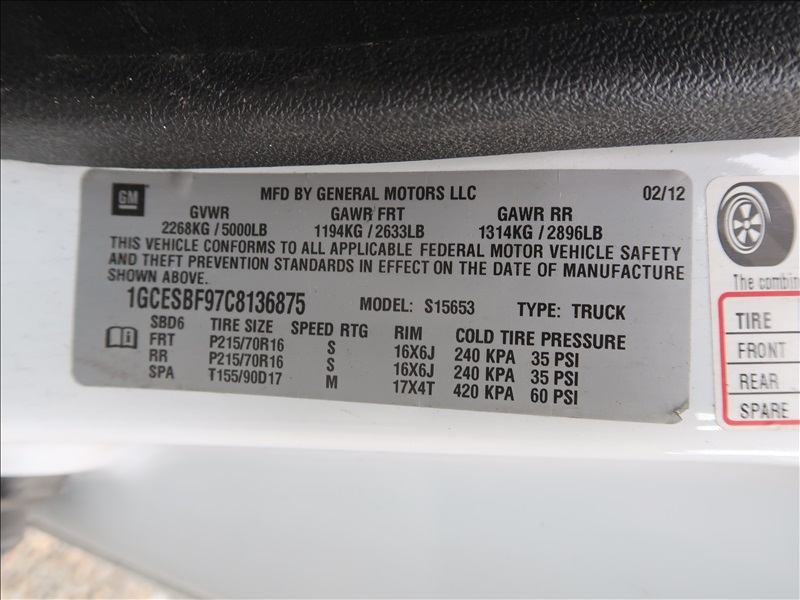 GM
MFD BY GENERAL MOTORS LLC 02/12
GVWR GAWR FRT GAWR RR
2268KG / 5000LB 1194KG / 2633LB 1314KG / 2896LB
THIS VEHICLE CONFORMS TO ALL APPLICABLE FEDERAL MOTOR VEHICLE SAFETY
AND THEFT PREVENTION STANDARDS IN EFFECT ON THE DATE OF MANUFACTURE
SHOWN ABOVE.
1GCESBF97C8136875 MODEL: S15653 TYPE: TRUCK
SBD6 TIRE SIZE SPEED RTG RIM COLD TIRE PRESSURE
FRT P215/70R16 S 16X6J 240 KPA 35 PSI
RR P215/70R16 S 16X6J 240 KPA 35 PSI
SPA T155/90D17 M 17X4T 420 KPA 60 PSI
The combin
TIRE
FRONT
REAR
SPARE